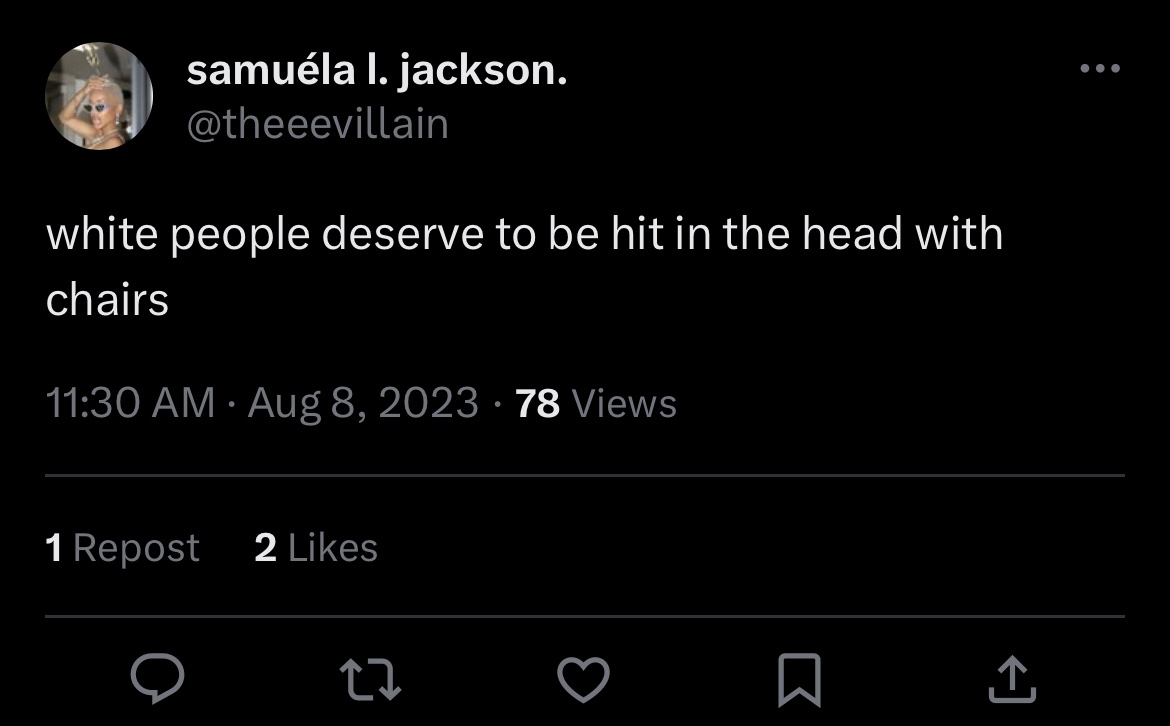 samuéla l. jackson.
@theeevillain
white people deserve to be hit in the head with
chairs
11:30 AM · Aug 8, 2023 · 78 Views
1 Repost 2 Likes